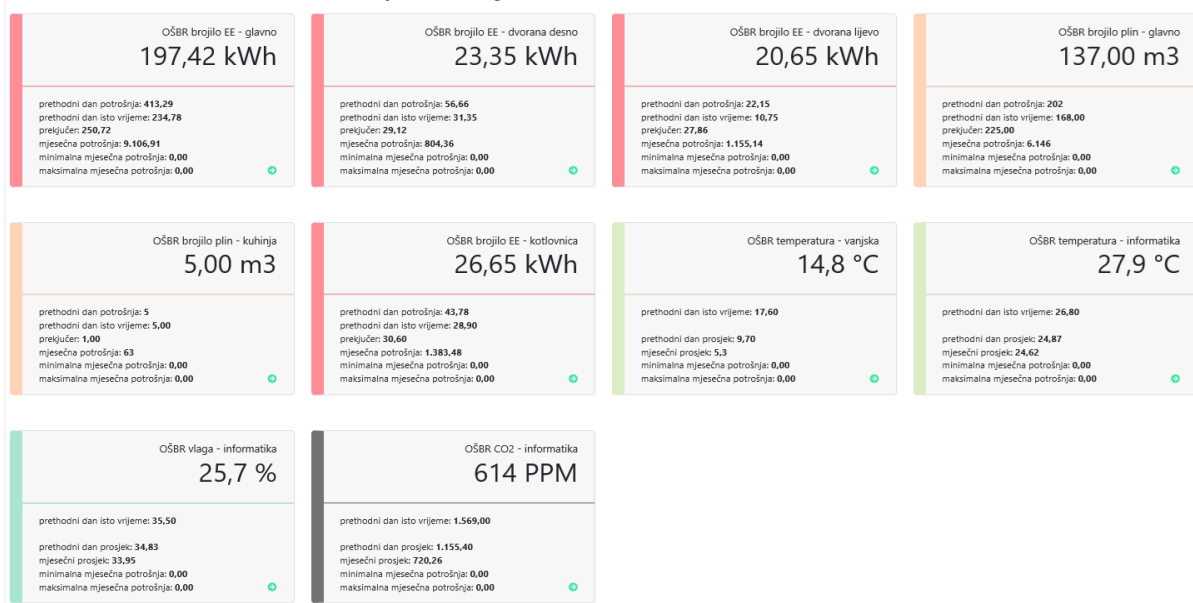 OŠBR brojilo EE - glavno
197,42 kWh
prethodni dan potrošnja: 413,29
prethodni dan isto vrijeme: 234,78
prekjučer: 250,72
mjesečna potrošnja: 9.106,91
minimalna mjesečna potrošnja: 0,00
maksimalna mjesečna potrošnja: 0,00
OŠBR brojilo EE - dvorana desno
23,35 kWh
prethodni dan potrošnja: 56,66
prethodni dan isto vrijeme: 31,35
prekjučer: 29,12
mjesečna potrošnja: 804,36
minimalna mjesečna potrošnja: 0,00
maksimalna mjesečna potrošnja: 0,00
OŠBR brojilo EE - dvorana lijevo
20,65 kWh
prethodni dan potrošnja: 22,15
prethodni dan isto vrijeme: 10,75
prekjučer: 27,86
mjesečna potrošnja: 1.155,14
minimalna mjesečna potrošnja: 0,00
maksimalna mjesečna potrošnja: 0,00
OŠBR brojilo plin - glavno
137,00 m3
prethodni dan potrošnja: 202
prethodni dan isto vrijeme: 168,00
prekjučer: 225,00
mjesečna potrošnja: 6.146
minimalna mjesečna potrošnja: 0,00
maksimalna mjesečna potrošnja: 0,00
OŠBR brojilo plin - kuhinja
5,00 m3
prethodni dan potrošnja: 5
prethodni dan isto vrijeme: 5,00
prekjučer: 1,00
mjesečna potrošnja: 63
minimalna mjesečna potrošnja: 0,00
maksimalna mjesečna potrošnja: 0,00
OŠBR brojilo EE - kotlovnica
26,65 kWh
prethodni dan potrošnja: 43,78
prethodni dan isto vrijeme: 28,90
prekjučer: 30,60
mjesečna potrošnja: 1.383,48
minimalna mjesečna potrošnja: 0,00
maksimalna mjesečna potrošnja: 0,00
OŠBR temperatura - vanjska
14,8 °C
prethodni dan isto vrijeme: 17,60
prethodni dan prosjek: 9,70
mjesečni prosjek: 5,3
minimalna mjesečna potrošnja: 0,00
maksimalna mjesečna potrošnja: 0,00
OŠBR temperatura - informatika
27,9 °C
prethodni dan isto vrijeme: 26,80
prethodni dan prosjek: 24,87
mjesečni prosjek: 24,62
minimalna mjesečna potrošnja: 0,00
maksimalna mjesečna potrošnja: 0,00
OŠBR vlaga - informatika
25,7 %
prethodni dan isto vrijeme: 35,50
prethodni dan prosjek: 34,83
mjesečni prosjek: 33,95
minimalna mjesečna potrošnja: 0,00
maksimalna mjesečna potrošnja: 0,00
OŠBR CO2 - informatika
614 PPM
prethodni dan isto vrijeme: 1.569,00
prethodni dan prosjek: 1.155,40
mjesečni prosjek: 720,26
minimalna mjesečna potrošnja: 0,00
maksimalna mjesečna potrošnja: 0,00